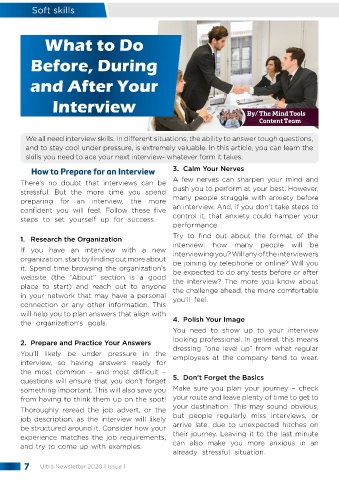 Soft skills
What to Do
Before, During
and After Your
Interview
By/ The Mind Tools
Content Team
We all need interview skills. In different situations, the ability to answer tough questions,
and to stay cool under pressure, is extremely valuable. In this article, you can learn the
skills you need to ace your next interview- whatever form it takes.
How to Prepare for an Interview
There's no doubt that interviews can be
stressful. But the more time you spend
preparing for an interview, the more
confident you will feel. Follow these five
steps to set yourself up for success.
1. Research the Organization
If you have an interview with a new
organization, start by finding out more about
it. Spend time browsing the organization's
website (the "About" section is a good
place to start) and reach out to anyone
in your network that may have a personal
connection or any other information. This
will help you to plan answers that align with
the organization's goals.
2. Prepare and Practice Your Answers
You'll likely be under pressure in the
interview, so having answers ready for
the most common - and most difficult -
questions will ensure that you don't forget
something important. This will also save you
from having to think them up on the spot!
Thoroughly reread the job advert, or the
job description, as the interview will likely
be structured around it. Consider how your
experience matches the job requirements,
and try to come up with examples.
3. Calm Your Nerves
A few nerves can sharpen your mind and
push you to perform at your best. However,
many people struggle with anxiety before
an interview. And, if you don't take steps to
control it, that anxiety could hamper your
performance.
Try to find out about the format of the
interview: how many people will be
interviewing you? Will any of the interviewers
be joining by telephone or online? Will you
be expected to do any tests before or after
the interview? The more you know about
the challenge ahead, the more comfortable
you'll feel.
4. Polish Your Image
You need to show up to your interview
looking professional. In general, this means
dressing "one level up" from what regular
employees at the company tend to wear.
5. Don't Forget the Basics
Make sure you plan your journey – check
your route and leave plenty of time to get to
your destination. This may sound obvious,
but people regularly miss interviews, or
arrive late, due to unexpected hitches on
their journey. Leaving it to the last minute
can also make you more anxious in an
already stressful situation.
7 Ultra Newsletter 2020 | Issue 1